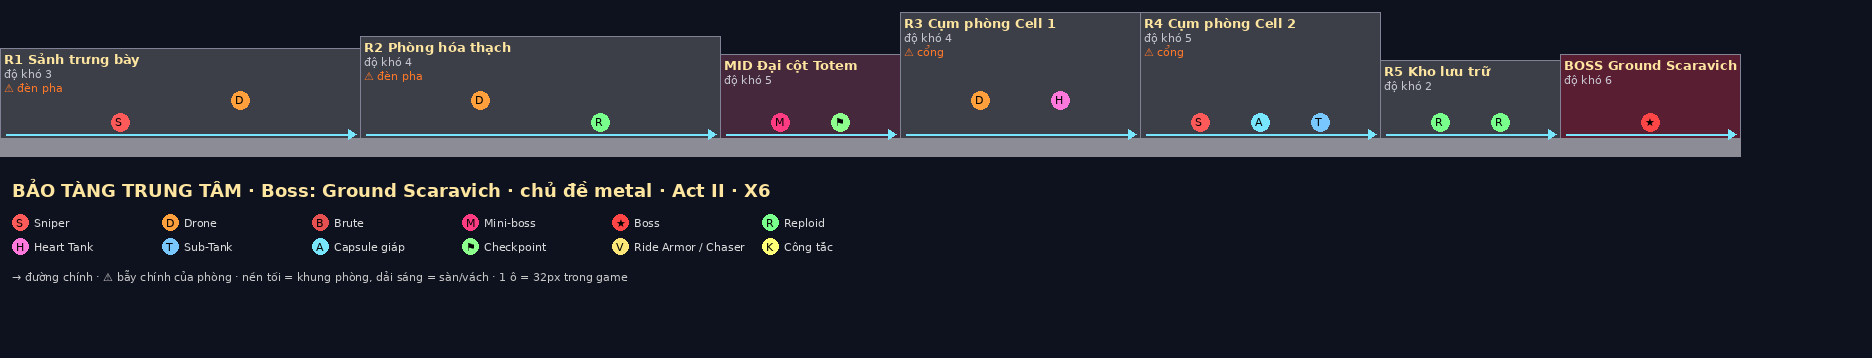 R1 Sảnh trưng bày
độ khó 3
⚠ đèn pha
S
D
R2 Phòng hóa thạch
độ khó 4
⚠ đèn pha
D
R
MID Đại cột Totem
độ khó 5
M
⚑
R3 Cụm phòng Cell 1
độ khó 4
⚠ cổng
D
H
R4 Cụm phòng Cell 2
độ khó 5
⚠ cổng
S
A
T
R5 Kho lưu trữ
độ khó 2
R
R
BOSS Ground Scaravich
độ khó 6
★
BẢO TÀNG TRUNG TÂM · Boss: Ground Scaravich · chủ đề metal · Act II · X6
S Sniper D Drone B Brute M Mini-boss ★ Boss R Reploid
H Heart Tank T Sub-Tank A Capsule giáp ⚑ Checkpoint V Ride Armor / Chaser K Công tắc
→ đường chính · ⚠ bẫy chính của phòng · nền tối = khung phòng, dải sáng = sàn/vách · 1 ô = 32px trong game